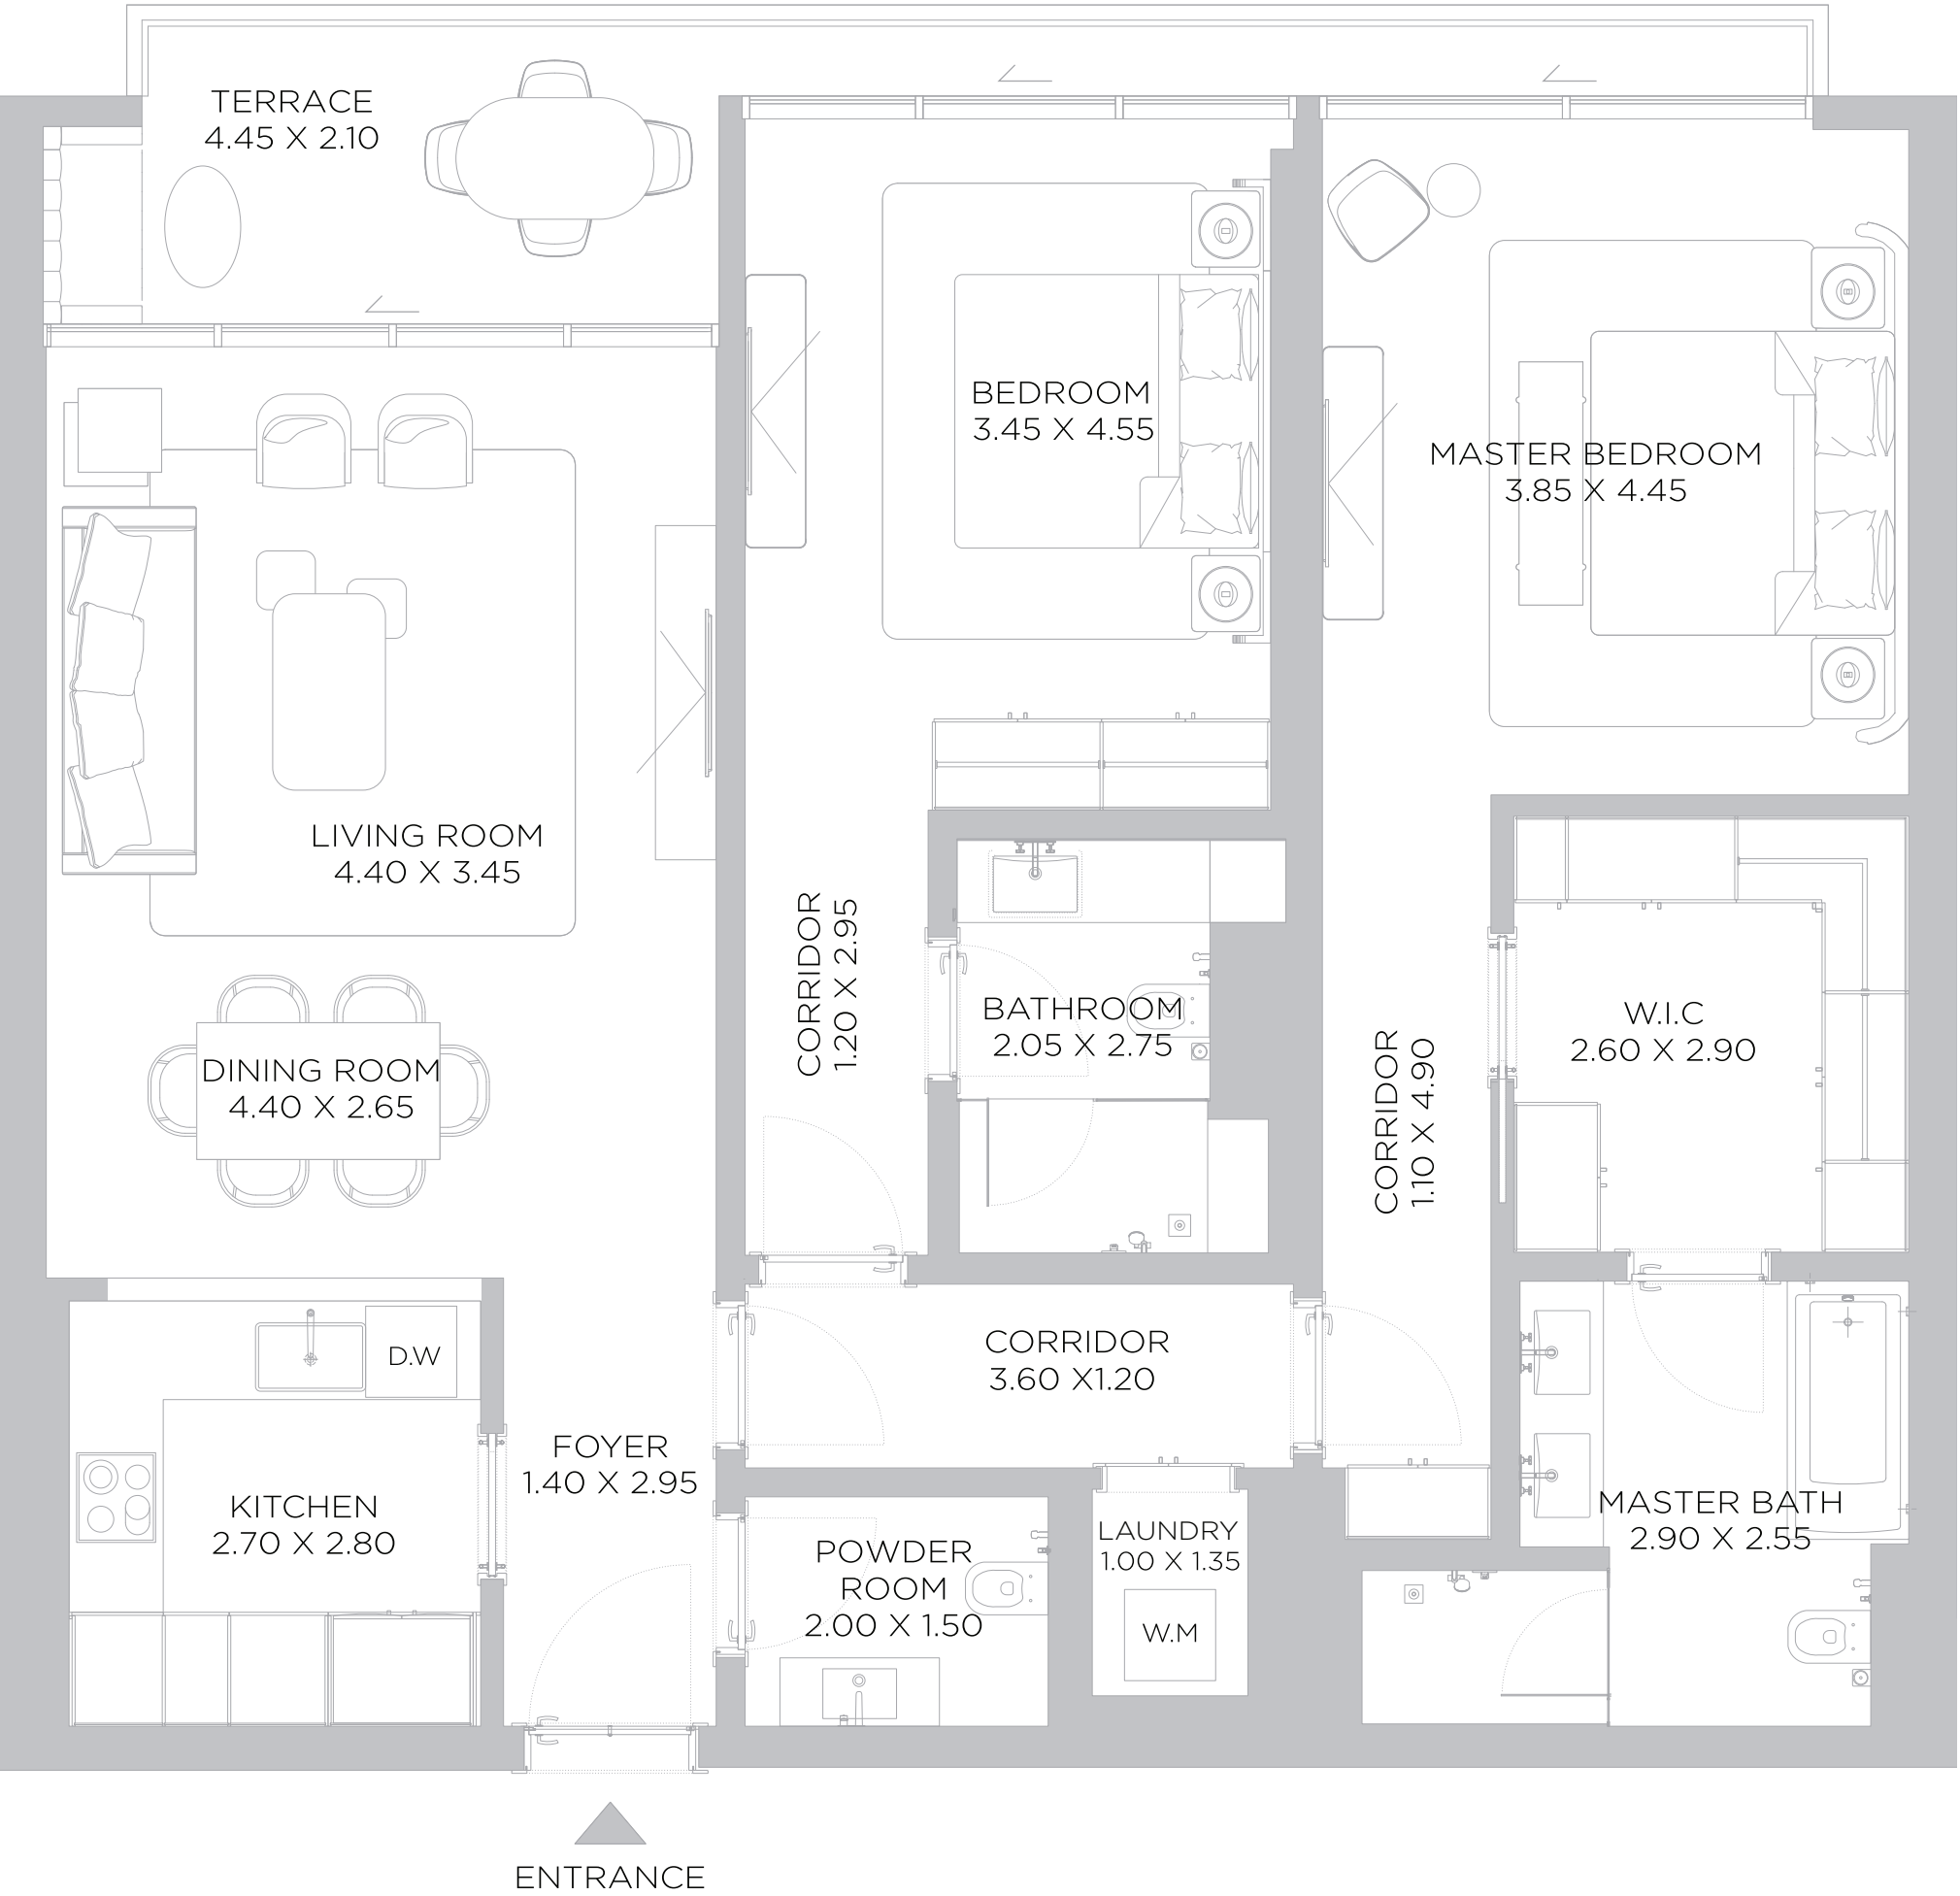 TERRACE
4.45 X 2.10
BEDROOM
3.45 X 4.55
MASTER BEDROOM
3.85 X 4.45
LIVING ROOM
4.40 X 3.45
CORRIDOR
1.20 X 2.95
BATHROOM
2.05 X 2.75
W.I.C
2.60 X 2.90
DINING ROOM
4.40 X 2.65
CORRIDOR
1.10 X 4.90
D.W
CORRIDOR
3.60 X1.20
FOYER
1.40 X 2.95
KITCHEN
2.70 X 2.80
POWDER
ROOM
2.00 X 1.50
LAUNDRY
1.00 X 1.35
W.M
MASTER BATH
2.90 X 2.55
ENTRANCE